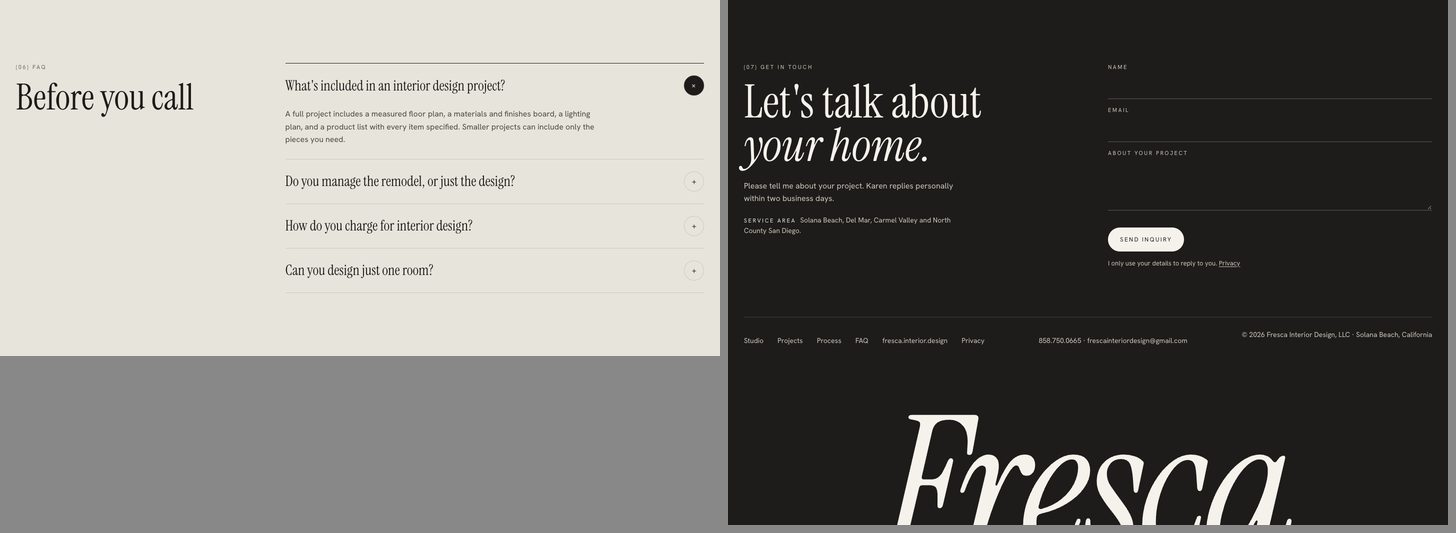 (06) FAQ
Before you call
What's included in an interior design project?
×
A full project includes a measured floor plan, a materials and finishes board, a lighting
plan, and a product list with every item specified. Smaller projects can include only the
pieces you need.
Do you manage the remodel, or just the design?
+
How do you charge for interior design?
+
Can you design just one room?
+
(07) GET IN TOUCH
Let's talk about
your home.
Please tell me about your project. Karen replies personally
within two business days.
SERVICE AREA Solana Beach, Del Mar, Carmel Valley and North
County San Diego.
NAME
EMAIL
ABOUT YOUR PROJECT
SEND INQUIRY
I only use your details to reply to you. Privacy
Studio Projects Process FAQ fresca.interior.design Privacy
858.750.0665 · frescainteriordesign@gmail.com
© 2026 Fresca Interior Design, LLC · Solana Beach, California
Fresca